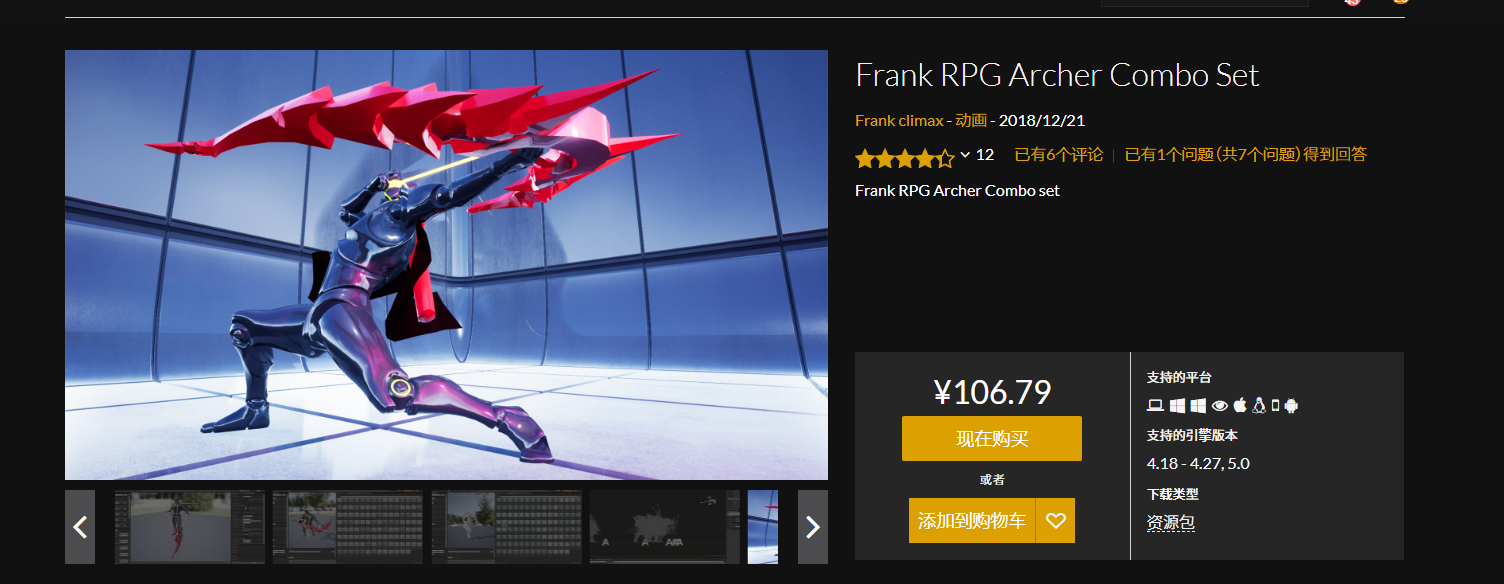 Frank RPG Archer Combo Set
Frank climax - 动画 - 2018/12/21
12 已有6个评论 | 已有1个问题 (共7个问题) 得到回答
Frank RPG Archer Combo set
¥106.79
现在购买
或者
添加到购物车
支持的平台
支持的引擎版本
4.18 - 4.27, 5.0
下载类型
资源包